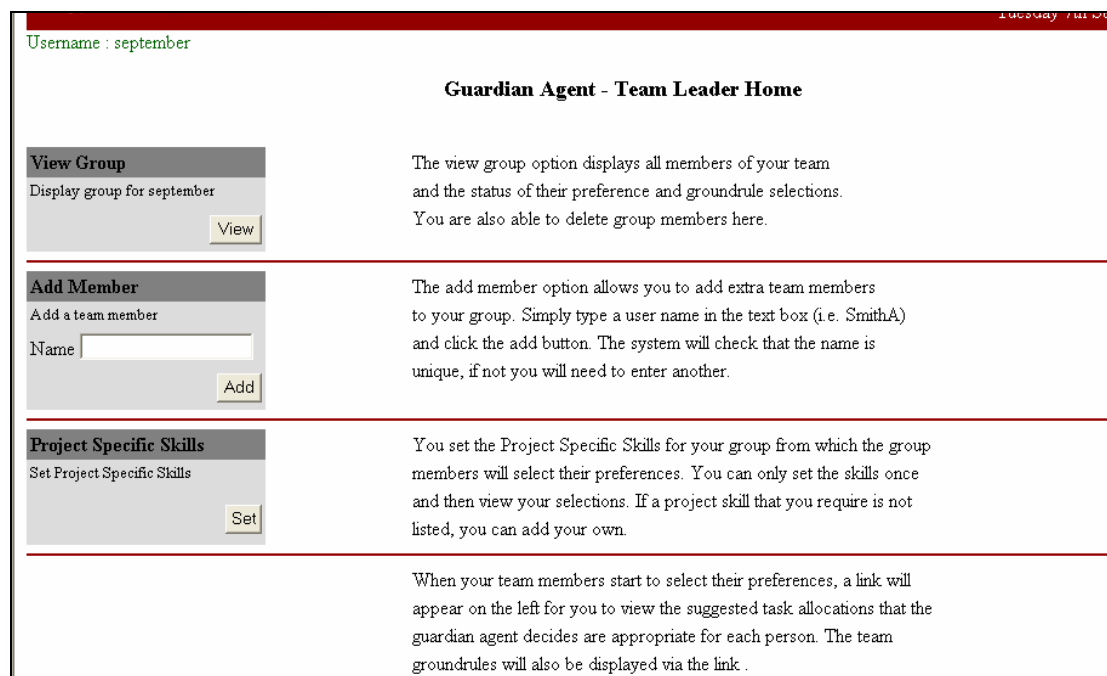 Tuesday 7th Se
Username : september
Guardian Agent - Team Leader Home
View Group
Display group for september
View
The view group option displays all members of your team
and the status of their preference and groundrule selections.
You are also able to delete group members here.
Add Member
Add a team member
Name
Add
The add member option allows you to add extra team members
to your group. Simply type a user name in the text box (i.e. SmithA)
and click the add button. The system will check that the name is
unique, if not you will need to enter another.
Project Specific Skills
Set Project Specific Skills
Set
You set the Project Specific Skills for your group from which the group
members will select their preferences. You can only set the skills once
and then view your selections. If a project skill that you require is not
listed, you can add your own.
When your team members start to select their preferences, a link will
appear on the left for you to view the suggested task allocations that the
guardian agent decides are appropriate for each person. The team
groundrules will also be displayed via the link .